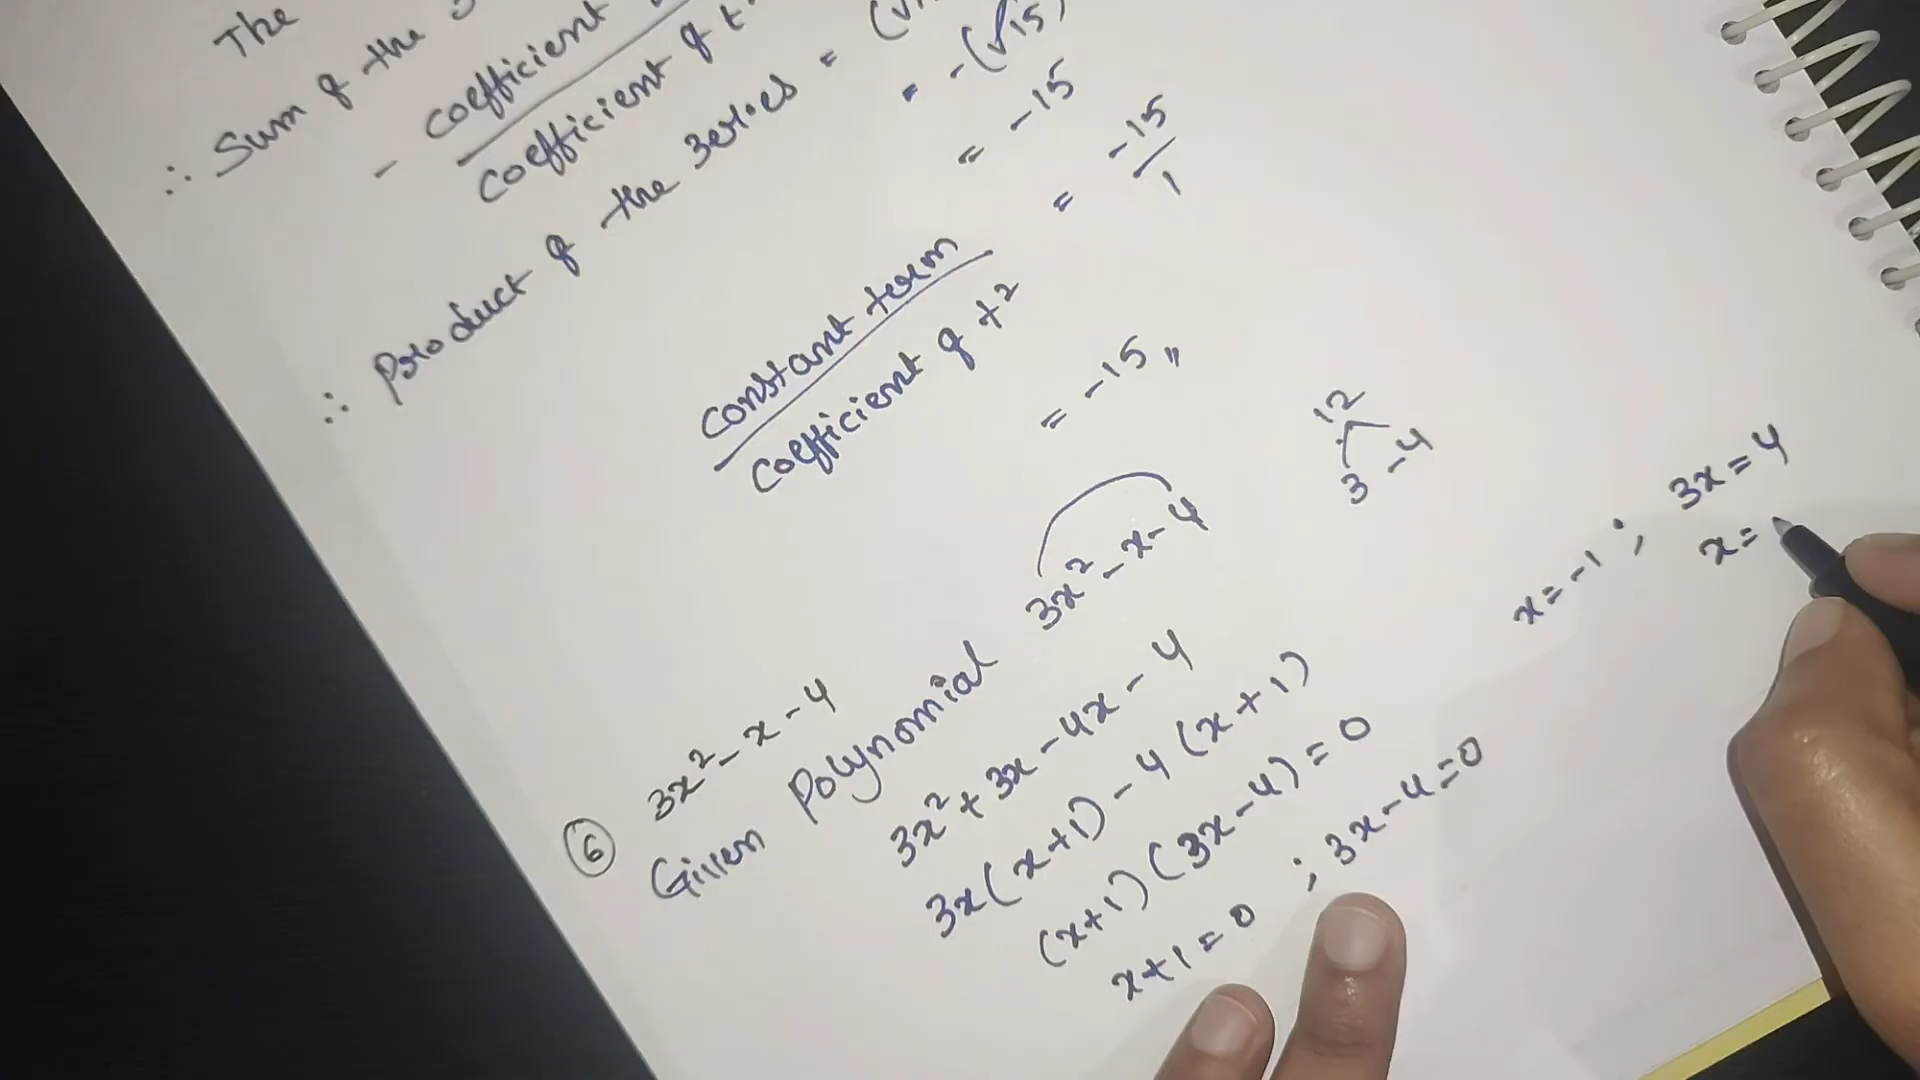 The
∴ Sum of the
- coefficient
coefficient of t
∴ Product of the zeroes =
= -(√15)
= -15
= -15/1
constant term
coefficient of t²
= -15 "
12
3 -4
⑥ 3x² - x - 4
Given Polynomial 3x² - x - 4
3x² + 3x - 4x - 4
3x(x+1) - 4(x+1)
(x+1)(3x-4) = 0
x+1 = 0 ; 3x-4=0
x = -1 ; 3x = 4
x =